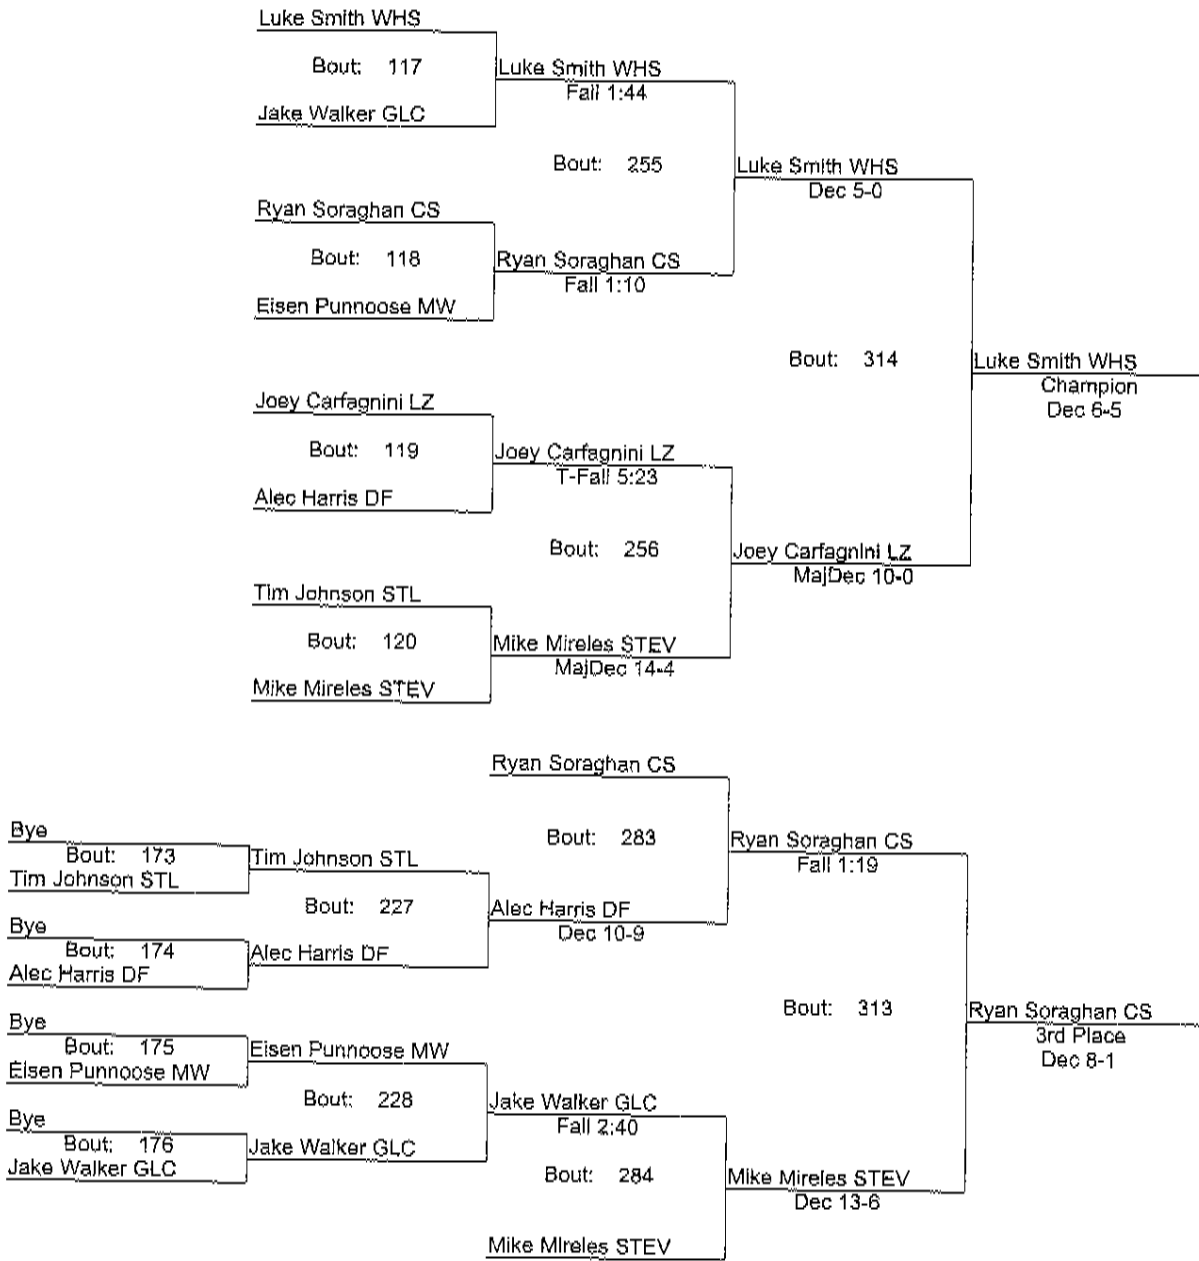 Luke Smith WHS
Bout: 117
Luke Smith WHS
Fall 1:44
Jake Walker GLC
Bout: 255
Luke Smith WHS
Dec 5-0
Ryan Soraghan CS
Bout: 118
Ryan Soraghan CS
Fall 1:10
Eisen Punnoose MW
Bout: 314
Luke Smith WHS
Champion
Dec 6-5
Joey Carfagnini LZ
Bout: 119
Joey Carfagnini LZ
T-Fall 5:23
Alec Harris DF
Bout: 256
Joey Carfagnini LZ
MajDec 10-0
Tim Johnson STL
Bout: 120
Mike Mireles STEV
MajDec 14-4
Mike Mireles STEV
Ryan Soraghan CS
Bout: 283
Ryan Soraghan CS
Fall 1:19
Bye
Bout: 173
Tim Johnson STL
Tim Johnson STL
Bout: 227
Alec Harris DF
Dec 10-9
Bye
Bout: 174
Alec Harris DF
Alec Harris DF
Bout: 313
Ryan Soraghan CS
3rd Place
Dec 8-1
Bye
Bout: 175
Eisen Punnoose MW
Eisen Punnoose MW
Bout: 228
Jake Walker GLC
Fall 2:40
Bye
Bout: 176
Jake Walker GLC
Jake Walker GLC
Bout: 284
Mike Mireles STEV
Dec 13-6
Mike Mireles STEV